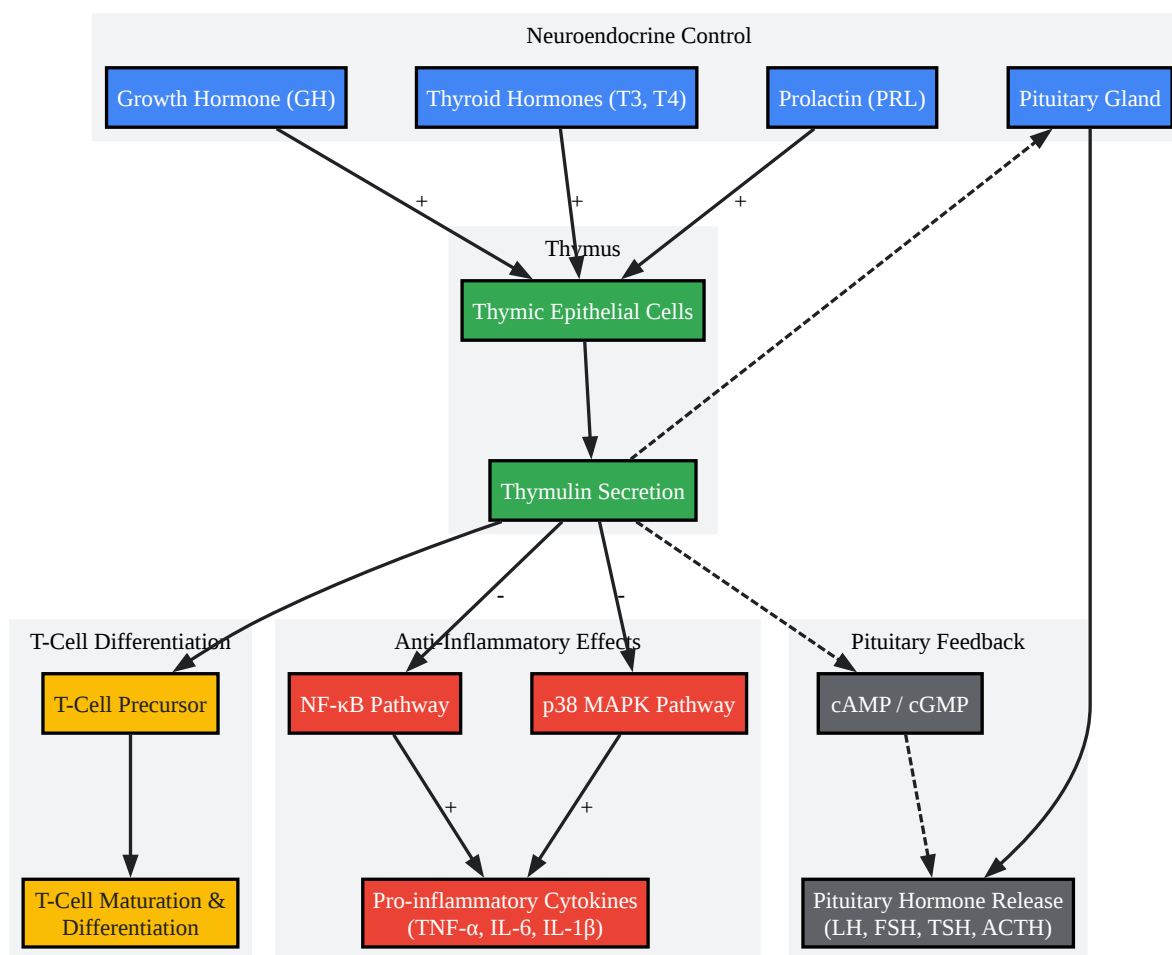 Neuroendocrine Control
Growth Hormone (GH)
Thyroid Hormones (T3, T4)
Prolactin (PRL)
Pituitary Gland
+
+
+
Thymus
Thymic Epithelial Cells
Thymulin Secretion
-
-
T-Cell Differentiation
Anti-Inflammatory Effects
Pituitary Feedback
T-Cell Precursor
NF-κB Pathway
p38 MAPK Pathway
cAMP / cGMP
+
+
T-Cell Maturation &
Differentiation
Pro-inflammatory Cytokines
(TNF-α, IL-6, IL-1β)
Pituitary Hormone Release
(LH, FSH, TSH, ACTH)